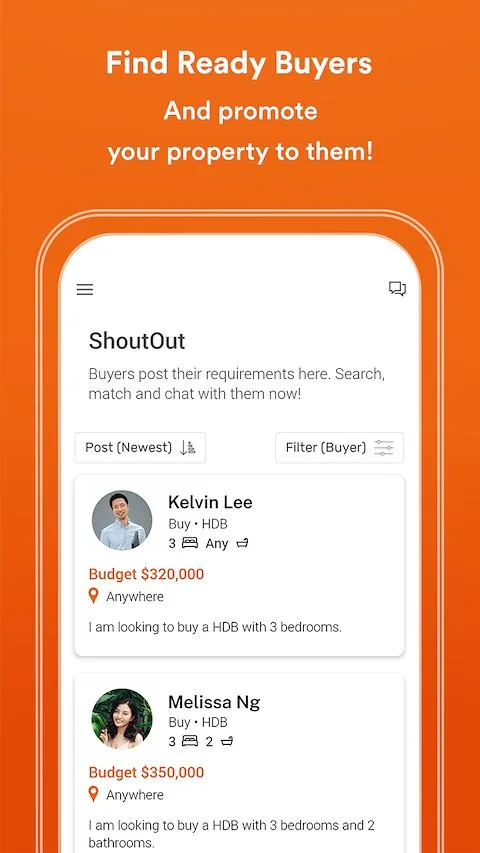 Find Ready Buyers
And promote
your property to them!
ShoutOut
Buyers post their requirements here. Search,
match and chat with them now!
Post (Newest)
Filter (Buyer)
Kelvin Lee
Buy • HDB
3 Any
Budget $320,000
Anywhere
I am looking to buy a HDB with 3 bedrooms.
Melissa Ng
Buy • HDB
3 2
Budget $350,000
Anywhere
I am looking to buy a HDB with 3 bedrooms and 2
bathrooms.